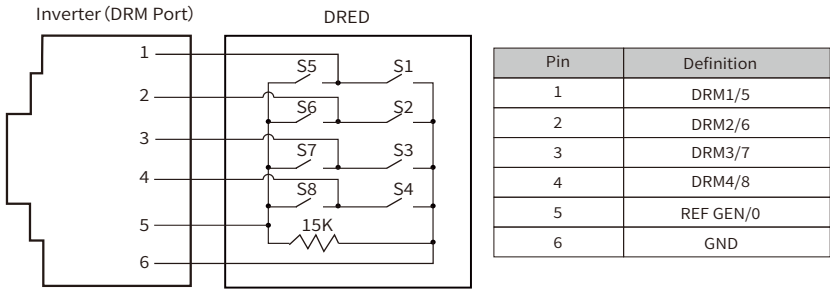 Inverter (DRM Port)
DRED
1
S5 S1
2
S6 S2
3
S7 S3
4
S8 S4
5
15K
6
Pin Definition
1 DRM1/5
2 DRM2/6
3 DRM3/7
4 DRM4/8
5 REF GEN/0
6 GND